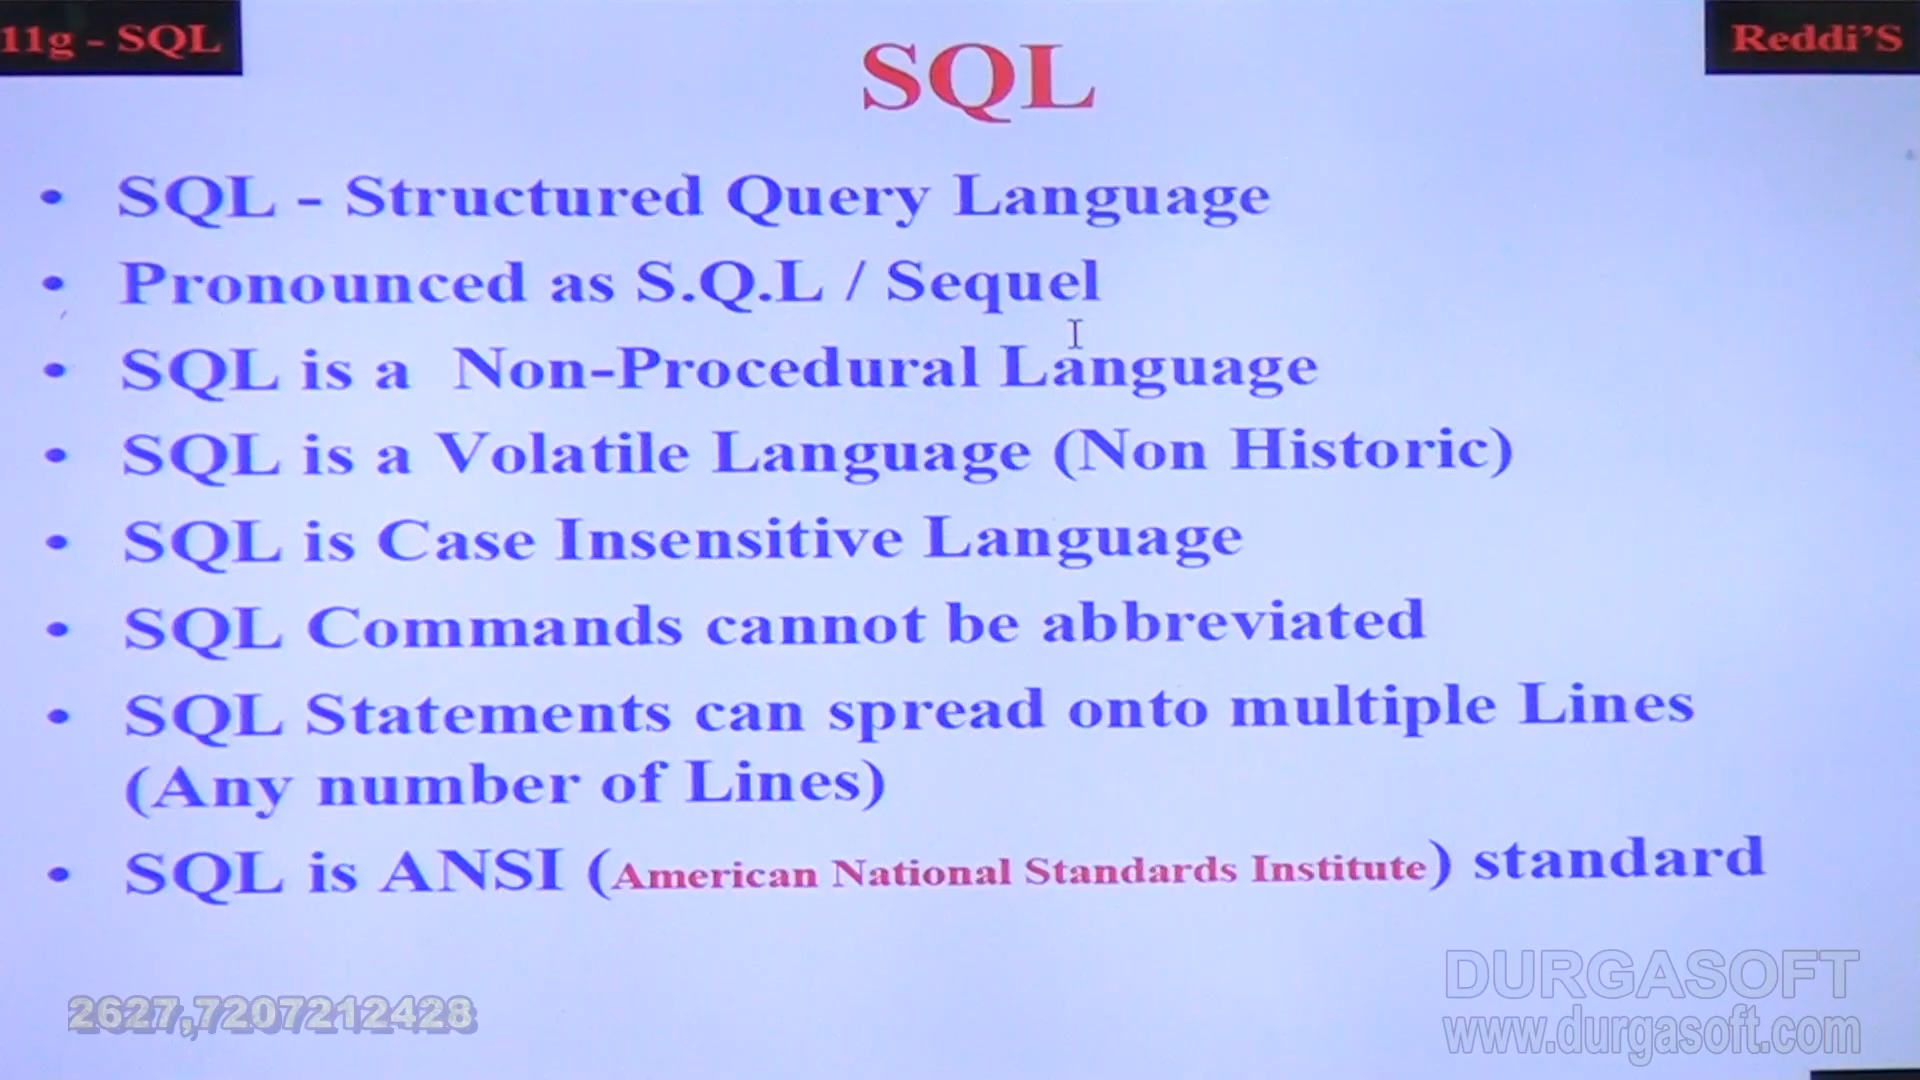 11g - SQL
Reddi'S
SQL
• SQL - Structured Query Language
• Pronounced as S.Q.L / Sequel
• SQL is a Non-Procedural Language
• SQL is a Volatile Language (Non Historic)
• SQL is Case Insensitive Language
• SQL Commands cannot be abbreviated
• SQL Statements can spread onto multiple Lines
(Any number of Lines)
• SQL is ANSI (American National Standards Institute) standard
DURGASOFT
2627,7207212428
www.durgasoft.com